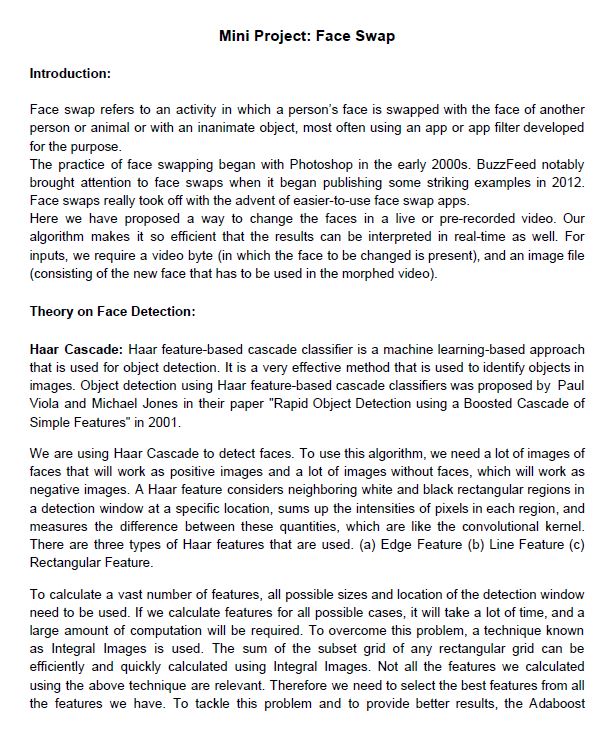 Mini Project: Face Swap
Introduction:
Face swap refers to an activity in which a person’s face is swapped with the face of another
person or animal or with an inanimate object, most often using an app or app filter developed
for the purpose.
The practice of face swapping began with Photoshop in the early 2000s. BuzzFeed notably
brought attention to face swaps when it began publishing some striking examples in 2012.
Face swaps really took off with the advent of easier-to-use face swap apps.
Here we have proposed a way to change the faces in a live or pre-recorded video. Our
algorithm makes it so efficient that the results can be interpreted in real-time as well. For
inputs, we require a video byte (in which the face to be changed is present), and an image file
(consisting of the new face that has to be used in the morphed video).
Theory on Face Detection:
Haar Cascade: Haar feature-based cascade classifier is a machine learning-based approach
that is used for object detection. It is a very effective method that is used to identify objects in
images. Object detection using Haar feature-based cascade classifiers was proposed by Paul
Viola and Michael Jones in their paper "Rapid Object Detection using a Boosted Cascade of
Simple Features" in 2001.
We are using Haar Cascade to detect faces. To use this algorithm, we need a lot of images of
faces that will work as positive images and a lot of images without faces, which will work as
negative images. A Haar feature considers neighboring white and black rectangular regions in
a detection window at a specific location, sums up the intensities of pixels in each region, and
measures the difference between these quantities, which are like the convolutional kernel.
There are three types of Haar features that are used. (a) Edge Feature (b) Line Feature (c)
Rectangular Feature.
To calculate a vast number of features, all possible sizes and location of the detection window
need to be used. If we calculate features for all possible cases, it will take a lot of time, and a
large amount of computation will be required. To overcome this problem, a technique known
as Integral Images is used. The sum of the subset grid of any rectangular grid can be
efficiently and quickly calculated using Integral Images. Not all the features we calculated
using the above technique are relevant. Therefore we need to select the best features from all
the features we have. To tackle this problem and to provide better results, the Adaboost